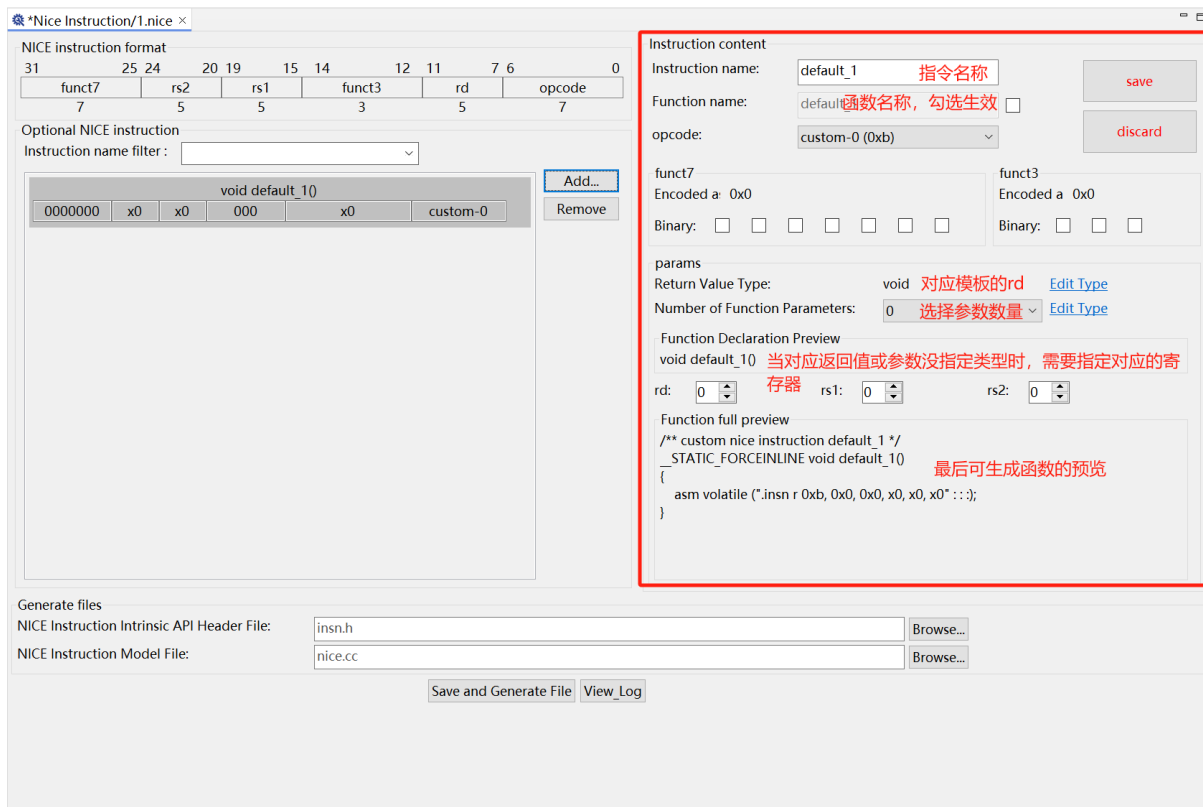 *Nice Instruction/1.nice ×
NICE instruction format
31 25 24 20 19 15 14 12 11 7 6 0
funct7 rs2 rs1 funct3 rd opcode
7 5 5 3 5 7
Optional NICE instruction
Instruction name filter :
void default_1()
0000000 x0 x0 000 x0 custom-0
Add...
Remove
Instruction content
Instruction name: default_1 指令名称
Function name: default 函数名称，勾选生效
opcode: custom-0 (0xb)
save
discard
funct7
Encoded a: 0x0
Binary:
funct3
Encoded a 0x0
Binary:
params
Return Value Type: void 对应模板的rd Edit Type
Number of Function Parameters: 0 选择参数数量 Edit Type
Function Declaration Preview
void default_1() 当对应返回值或参数没指定类型时，需要指定对应的寄
存器
rd: 0 rs1: 0 rs2: 0
Function full preview
/** custom nice instruction default_1 */
__STATIC_FORCEINLINE void default_1()
{
asm volatile (".insn r 0xb, 0x0, 0x0, x0, x0, x0" : : :);
}
最后可生成函数的预览
Generate files
NICE Instruction Intrinsic API Header File: insn.h Browse...
NICE Instruction Model File: nice.cc Browse...
Save and Generate File View_Log